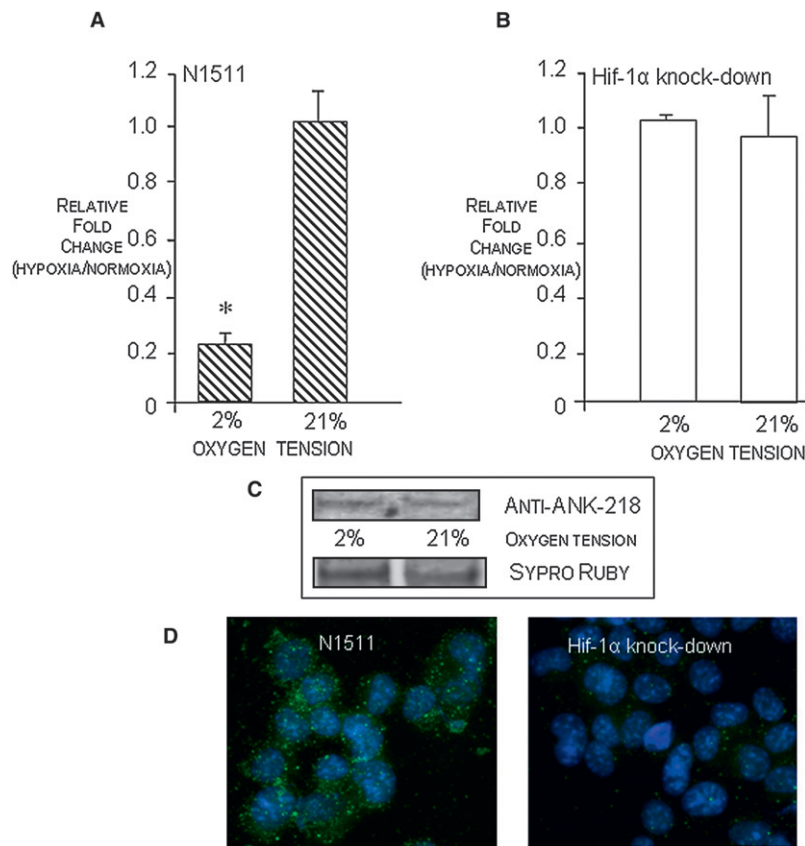 A
N1511
1.2
1.0
0.8
0.6
0.4
0.2
0
RELATIVE
FOLD
CHANGE
(HYPOXIA/NORMOXIA)
*
2% 21%
OXYGEN TENSION
B
Hif-1α knock-down
1.2
1.0
0.8
0.6
0.4
0.2
0
RELATIVE
FOLD
CHANGE
(HYPOXIA/NORMOXIA)
2% 21%
OXYGEN TENSION
C
ANTI-ANK-218
2% 21% OXYGEN TENSION
SYPRO RUBY
D
N1511
Hif-1α knock-down